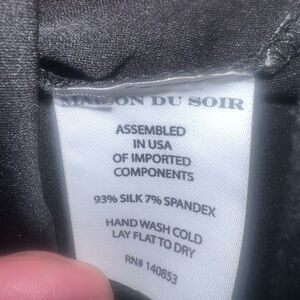 MAISON DU SOIR
ASSEMBLED
IN USA
OF IMPORTED
COMPONENTS
93% SILK 7% SPANDEX
HAND WASH COLD
LAY FLAT TO DRY
RN# 140853